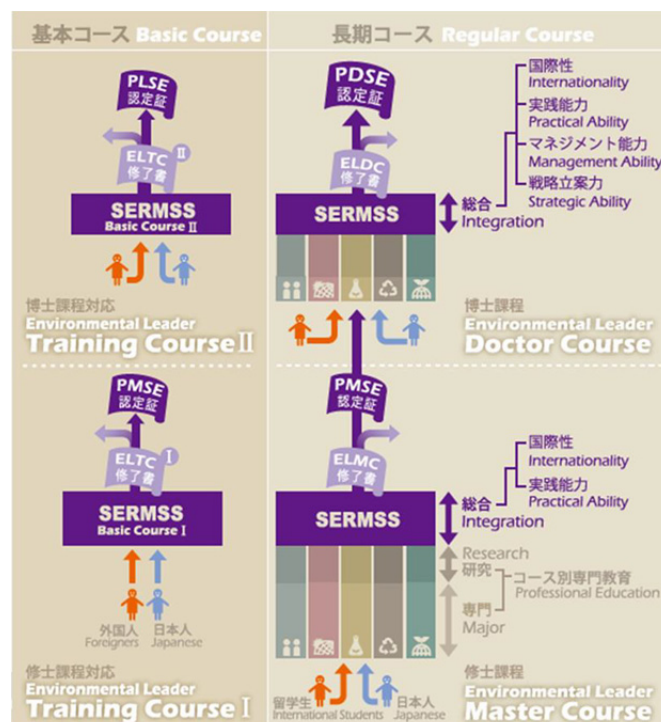 基本コース Basic Course
長期コース Regular Course
PLSE
認定証
ELTC Ⅱ
修了書
SERMSS
Basic Course Ⅱ
博士課程対応
Environmental Leader
Training Course Ⅱ
PDSE
認定証
ELDC
修了書
SERMSS
総合
Integration
国際性
Internationality
実践能力
Practical Ability
マネジメント能力
Management Ability
戦略立案力
Strategic Ability
博士課程
Environmental Leader
Doctor Course
PMSE
認定証
ELTC Ⅰ
修了書
SERMSS
Basic Course Ⅰ
外国人
Foreigners
日本人
Japanese
修士課程対応
Environmental Leader
Training Course Ⅰ
PMSE
認定証
ELMC
修了書
SERMSS
総合
Integration
国際性
Internationality
実践能力
Practical Ability
Research
研究
コース別専門教育
Professional Education
専門
Major
留学生
International Students
日本人
Japanese
修士課程
Environmental Leader
Master Course